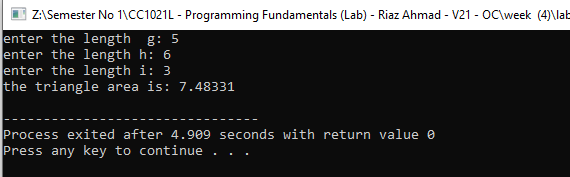 Z:\Semester No 1\CC1021L - Programming Fundamentals (Lab) - Riaz Ahmad - V21 - OC\week (4)\lab
enter the length  g: 5
enter the length h: 6
enter the length i: 3
the triangle area is: 7.48331
--------------------------------
Process exited after 4.909 seconds with return value 0
Press any key to continue . . .